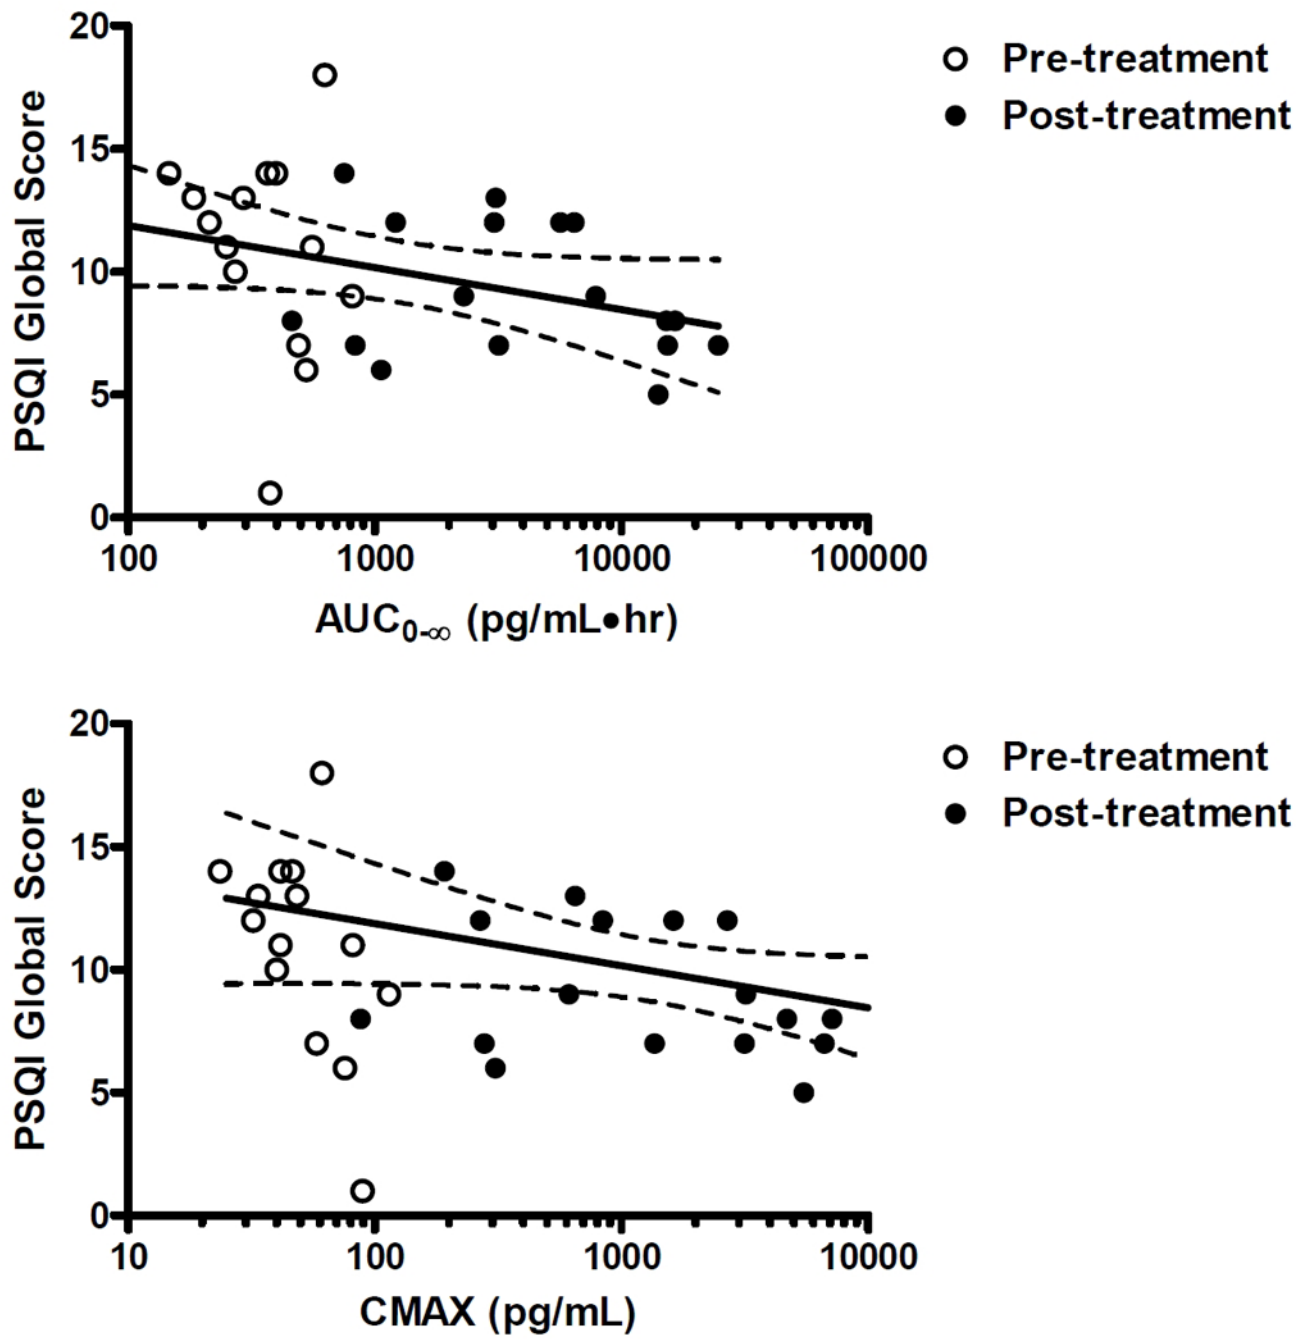 PSQI Global Score
20
15
10
5
0
100 1000 10000 100000
AUC0-∞ (pg/mL•hr)
Pre-treatment
Post-treatment
PSQI Global Score
20
15
10
5
0
10 100 1000 10000
CMAX (pg/mL)
Pre-treatment
Post-treatment